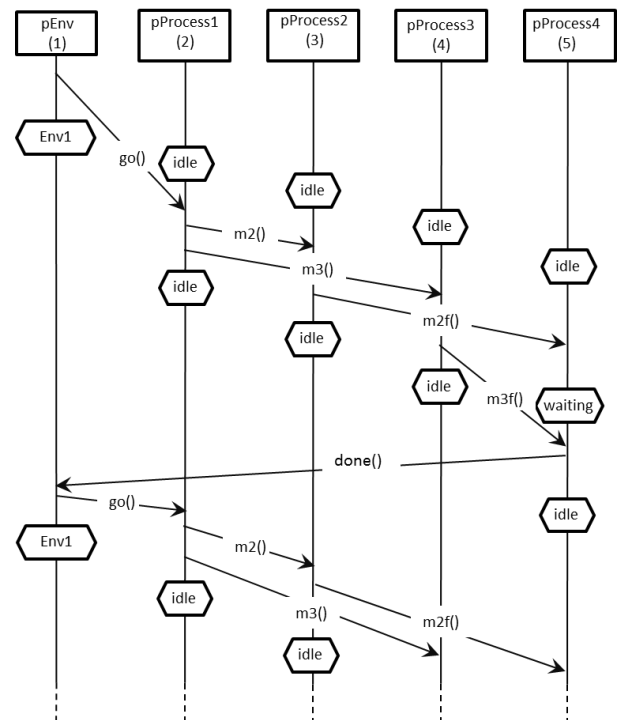 pEnv
(1)
pProcess1
(2)
pProcess2
(3)
pProcess3
(4)
pProcess4
(5)
Env1
go()
idle
idle
idle
m2()
idle
m3()
idle
m2f()
idle
idle
m3f()
waiting
done()
go()
idle
Env1
m2()
idle
m3()
m2f()
idle